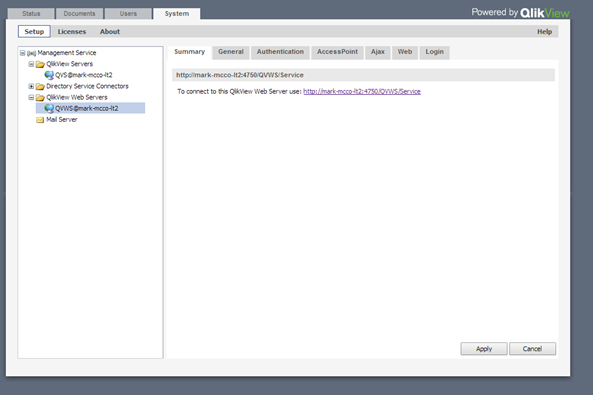 Status Documents Users System Powered by QlikView
Setup Licenses About Help
Management Service
QlikView Servers
QVS@mark-mcco-lt2
Directory Service Connectors
QlikView Web Servers
QVWS@mark-mcco-lt2
Mail Server
Summary General Authentication AccessPoint Ajax Web Login
http://mark-mcco-lt2:4750/QVWS/Service
To connect to this QlikView Web Server use: http://mark-mcco-lt2:4750/QVWS/Service
Apply Cancel